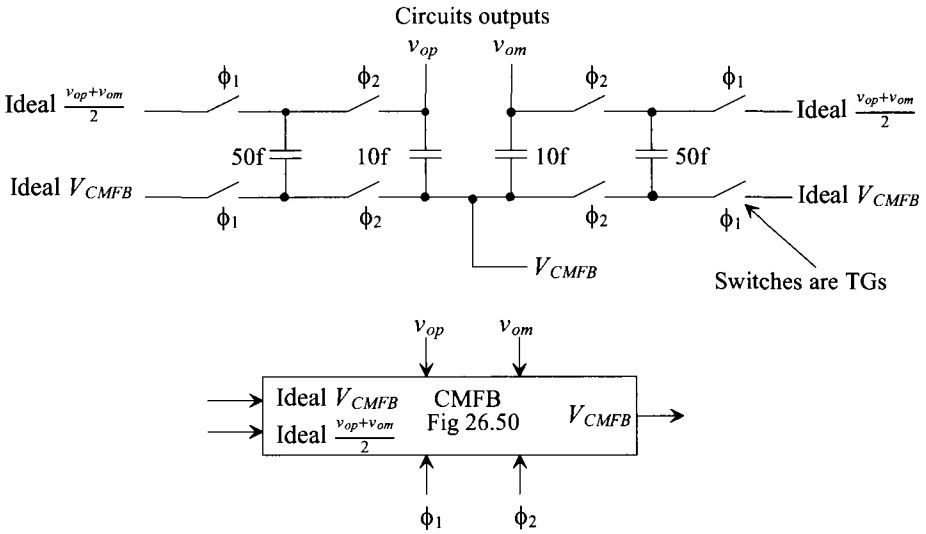 Circuits outputs
v_op v_om
ϕ1 ϕ2 ϕ2 ϕ1
Ideal (v_op+v_om)/2
Ideal (v_op+v_om)/2
50f 10f 10f 50f
Ideal V_CMFB
Ideal V_CMFB
ϕ1 ϕ2 ϕ2 ϕ1
V_CMFB
Switches are TGs
v_op v_om
Ideal V_CMFB
CMFB
Ideal (v_op+v_om)/2
Fig 26.50
V_CMFB
ϕ1 ϕ2